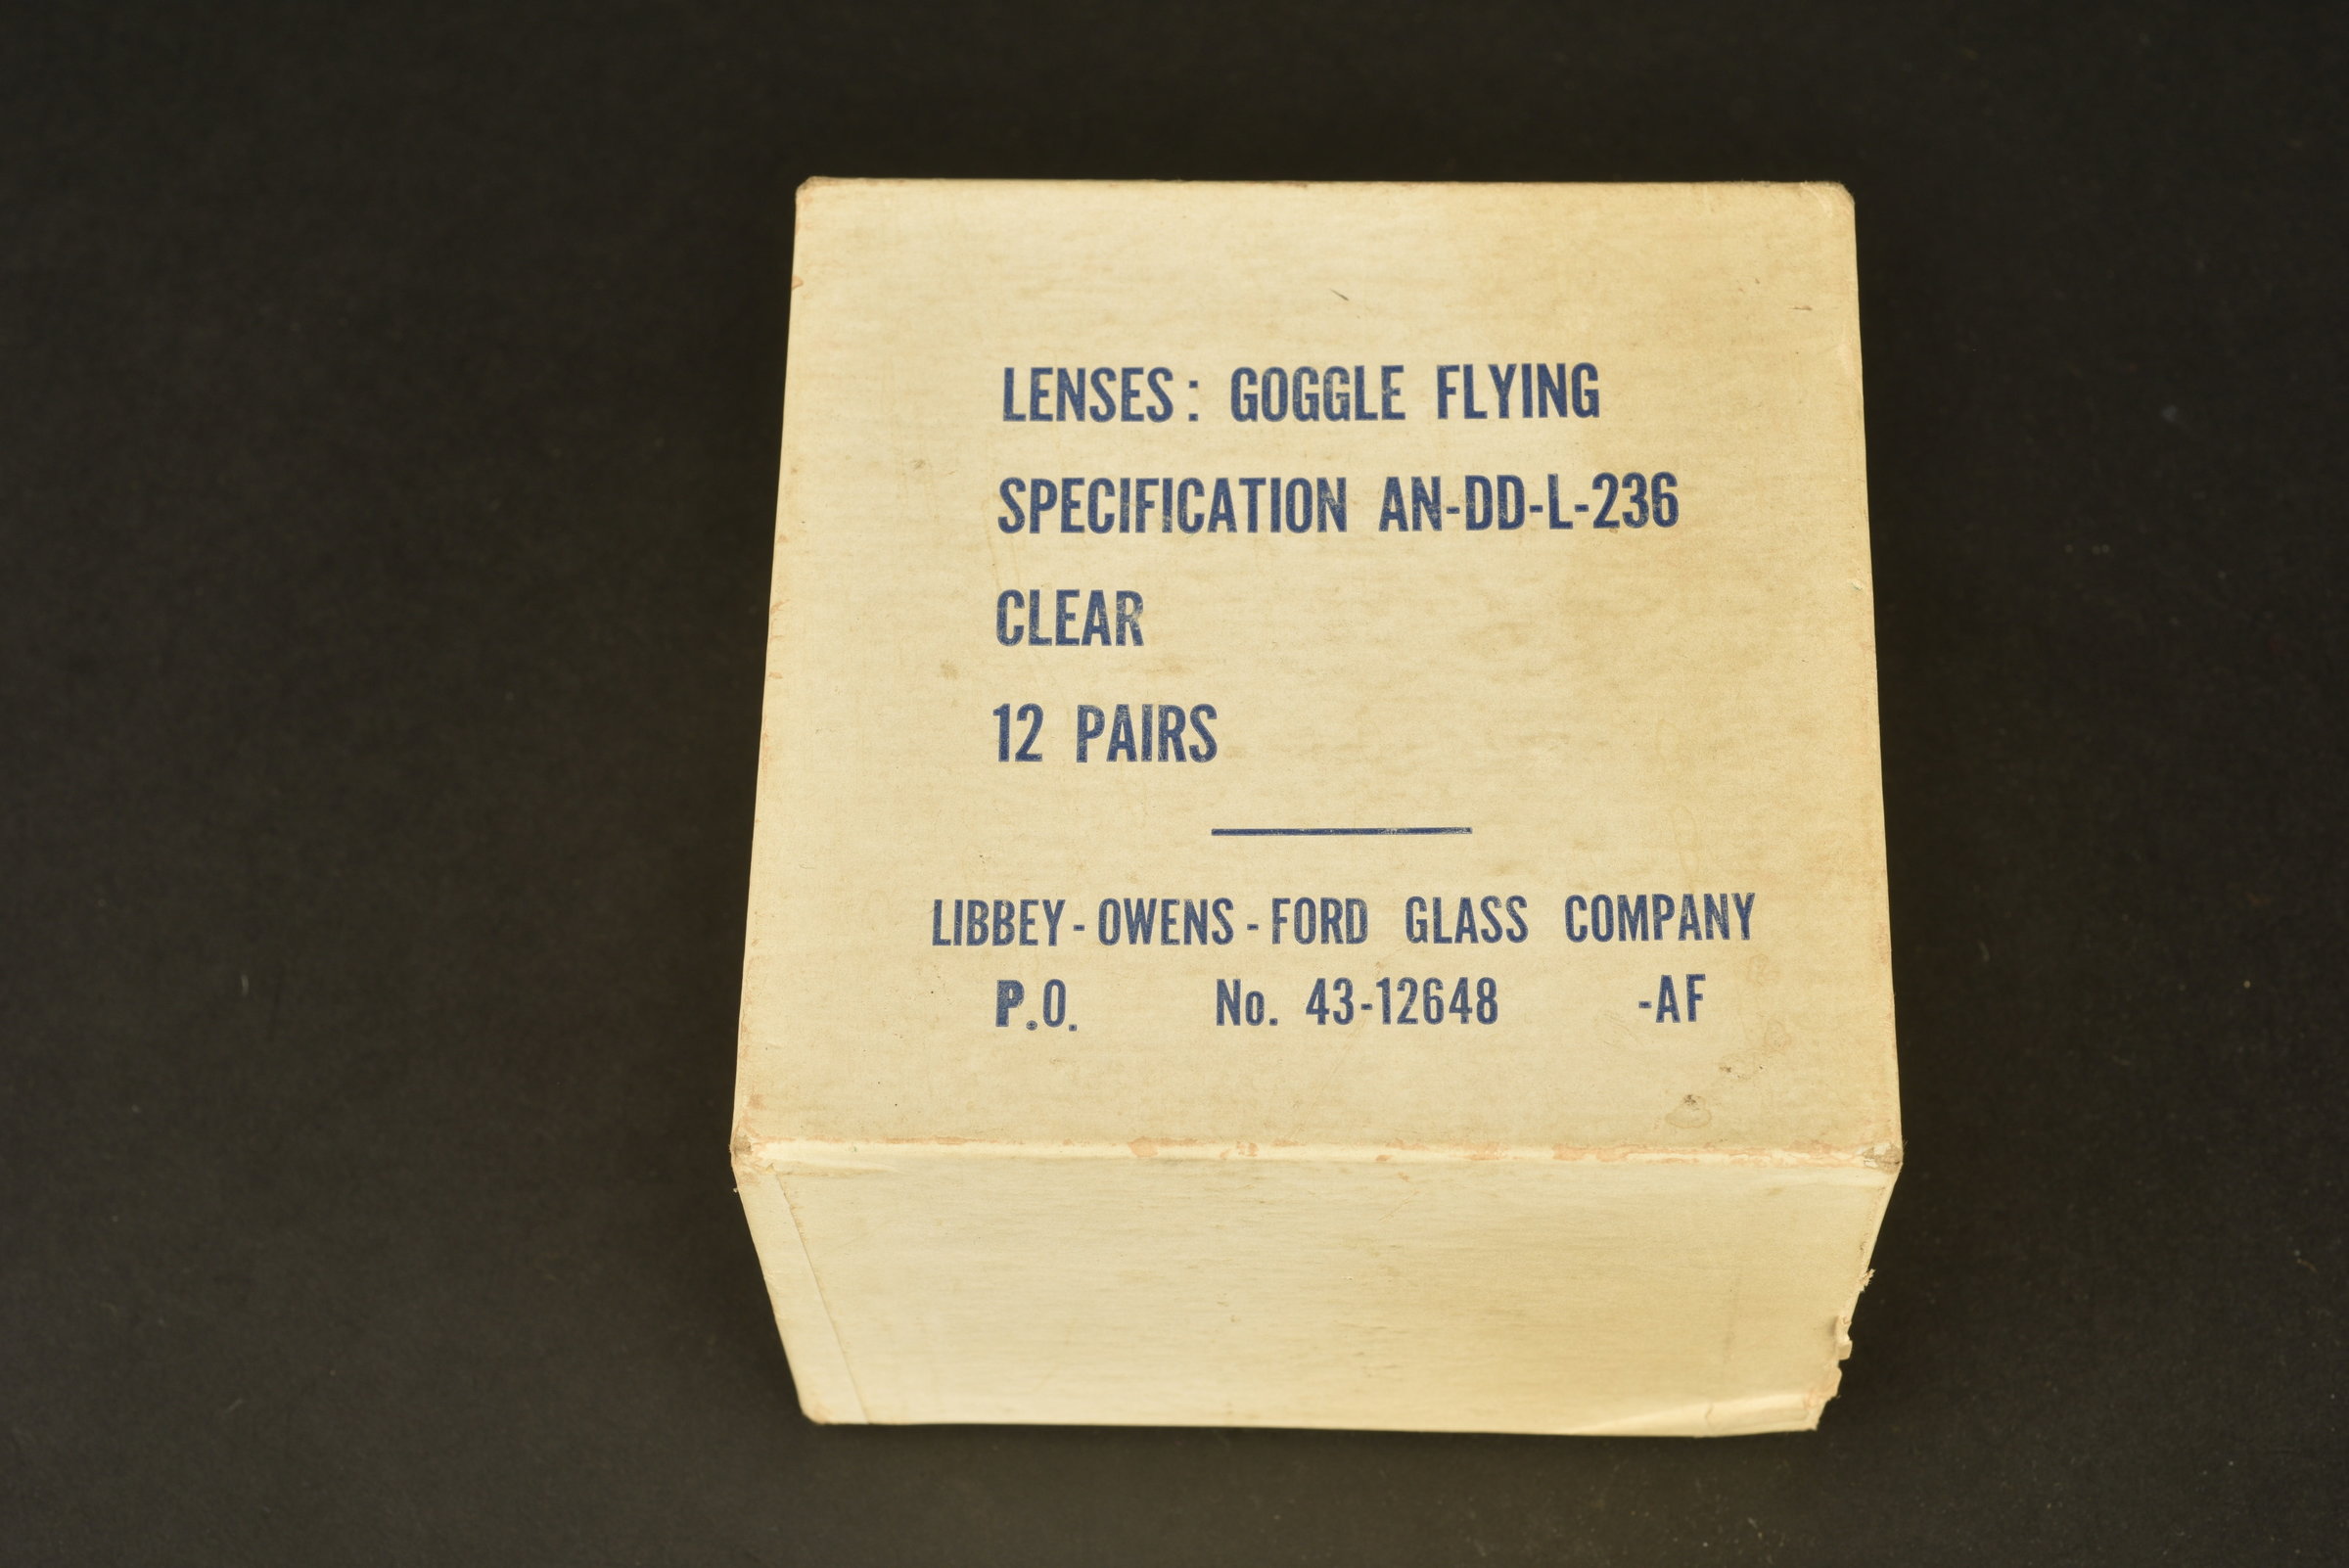 LENSES: GOGGLE FLYING
SPECIFICATION AN-DD-L-236
CLEAR
12 PAIRS
LIBBEY-OWENS-FORD GLASS COMPANY
P.O. No. 43-12648 -AF